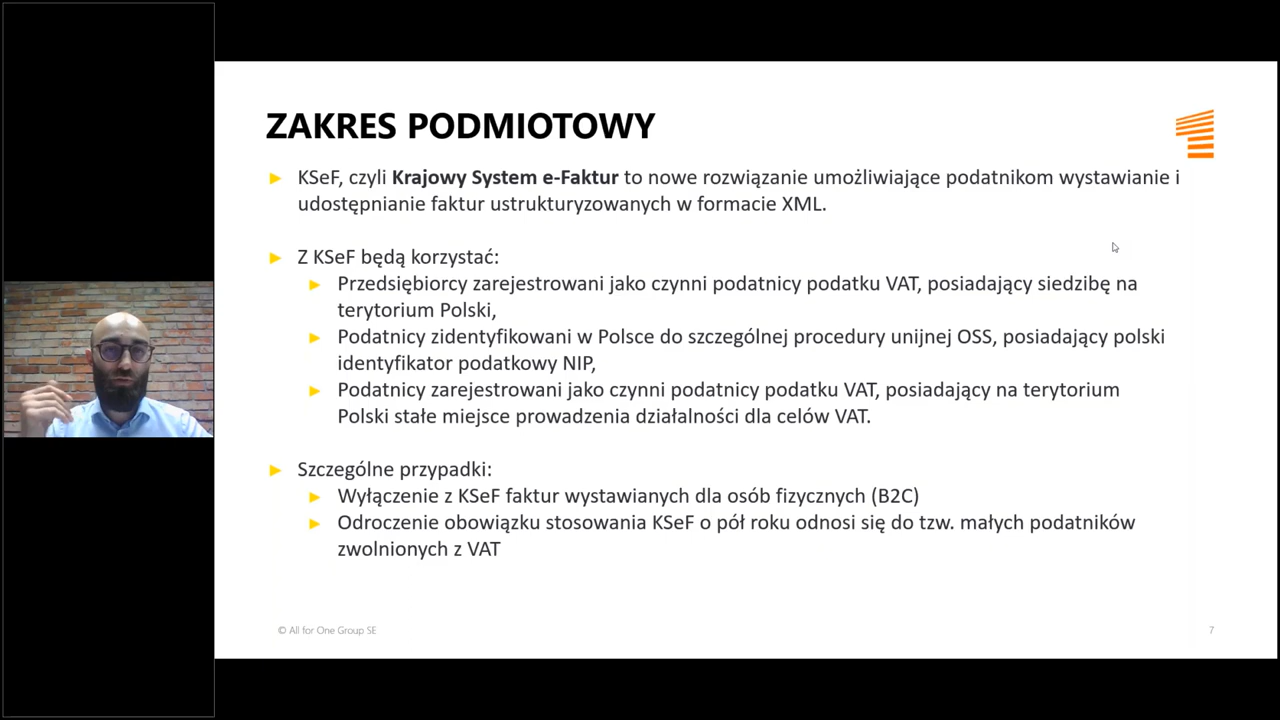 ZAKRES PODMIOTOWY
► KSeF, czyli Krajowy System e-Faktur to nowe rozwiązanie umożliwiające podatnikom wystawianie i
udostępnianie faktur ustrukturyzowanych w formacie XML.
► Z KSeF będą korzystać:
► Przedsiębiorcy zarejestrowani jako czynni podatnicy podatku VAT, posiadający siedzibę na
terytorium Polski,
► Podatnicy zidentyfikowani w Polsce do szczególnej procedury unijnej OSS, posiadający polski
identyfikator podatkowy NIP,
► Podatnicy zarejestrowani jako czynni podatnicy podatku VAT, posiadający na terytorium
Polski stałe miejsce prowadzenia działalności dla celów VAT.
► Szczególne przypadki:
► Wyłączenie z KSeF faktur wystawianych dla osób fizycznych (B2C)
► Odroczenie obowiązku stosowania KSeF o pół roku odnosi się do tzw. małych podatników
zwolnionych z VAT
© All for One Group SE
7